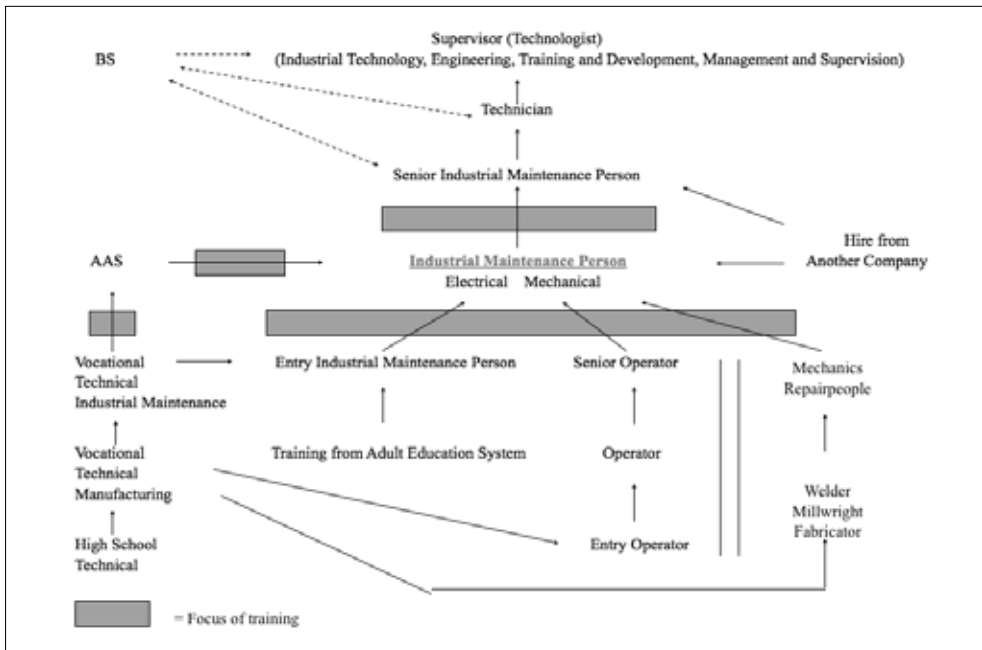 BS
Supervisor (Technologist)
(Industrial Technology, Engineering, Training and Development, Management and Supervision)
Technician
Senior Industrial Maintenance Person
AAS
Industrial Maintenance Person
Electrical Mechanical
Hire from
Another Company
Vocational
Technical
Industrial Maintenance
Entry Industrial Maintenance Person
Senior Operator
Mechanics
Repairpeople
Vocational
Technical
Manufacturing
Training from Adult Education System
Operator
Welder
Millwright
Fabricator
High School
Technical
Entry Operator
= Focus of training